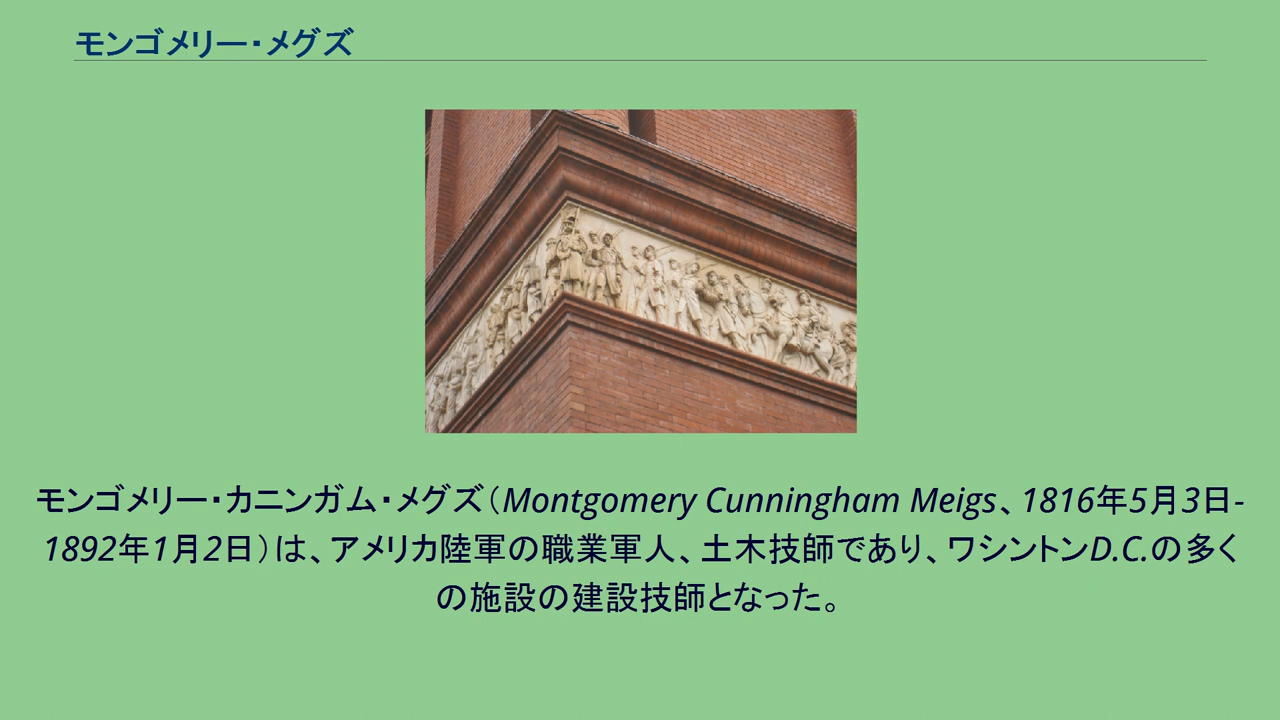 モンゴメリー・メグズ
モンゴメリー・カニンガム・メグズ（Montgomery Cunningham Meigs、1816年5月3日-
1892年1月2日）は、アメリカ陸軍の職業軍人、土木技師であり、ワシントンD.C.の多く
の施設の建設技師となった。